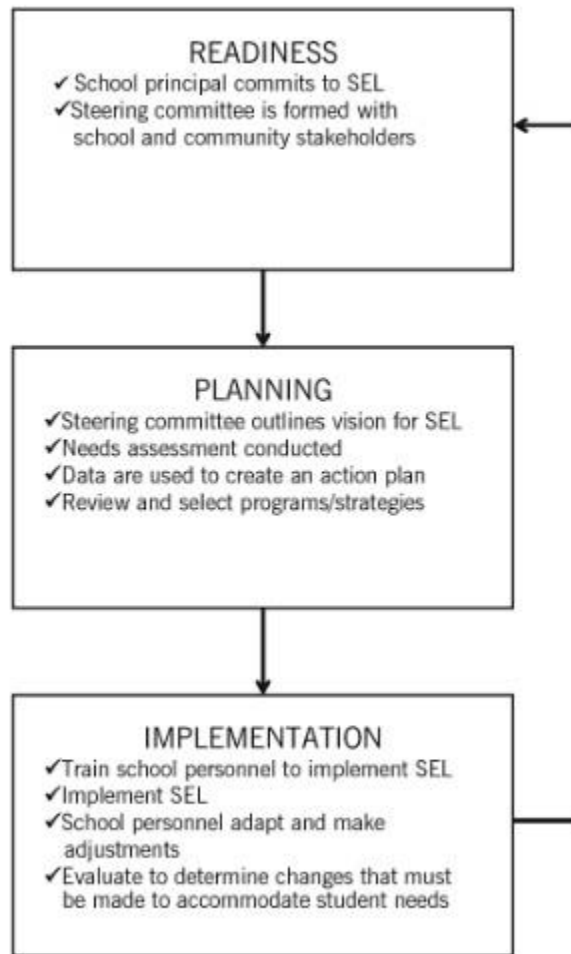 READINESS
✓ School principal commits to SEL
✓Steering committee is formed with
school and community stakeholders
PLANNING
✓Steering committee outlines vision for SEL
✓Needs assessment conducted
✓Data are used to create an action plan
✓Review and select programs/strategies
IMPLEMENTATION
✓Train school personnel to implement SEL
✓Implement SEL
✓School personnel adapt and make
adjustments
✓Evaluate to determine changes that must
be made to accommodate student needs